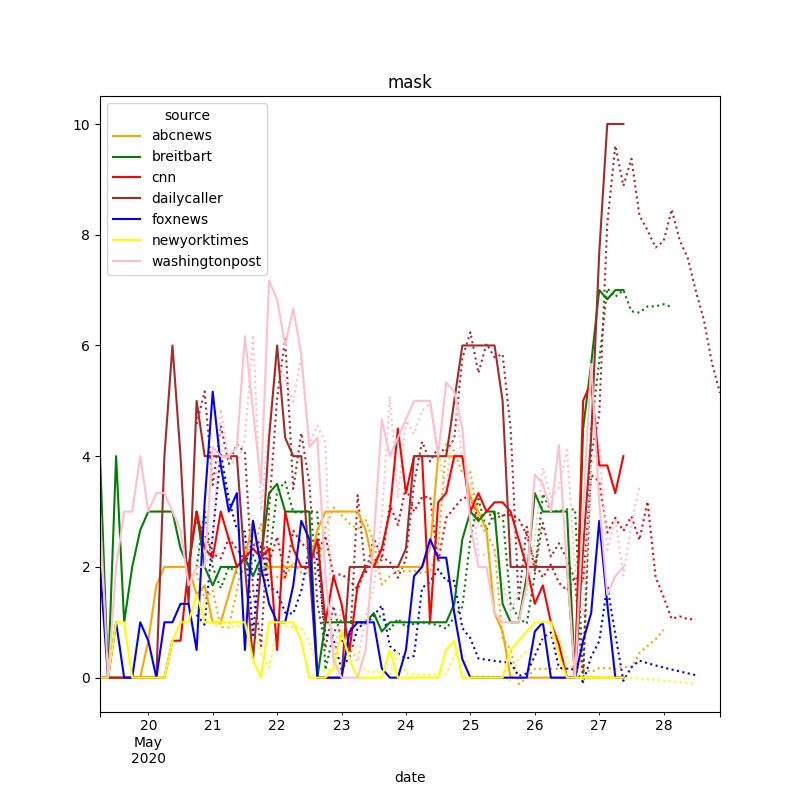 mask
source
abcnews
breitbart
cnn
dailycaller
foxnews
newyorktimes
washingtonpost
10
8
6
4
2
0
20 21 22 23 24 25 26 27 28
May
2020
date